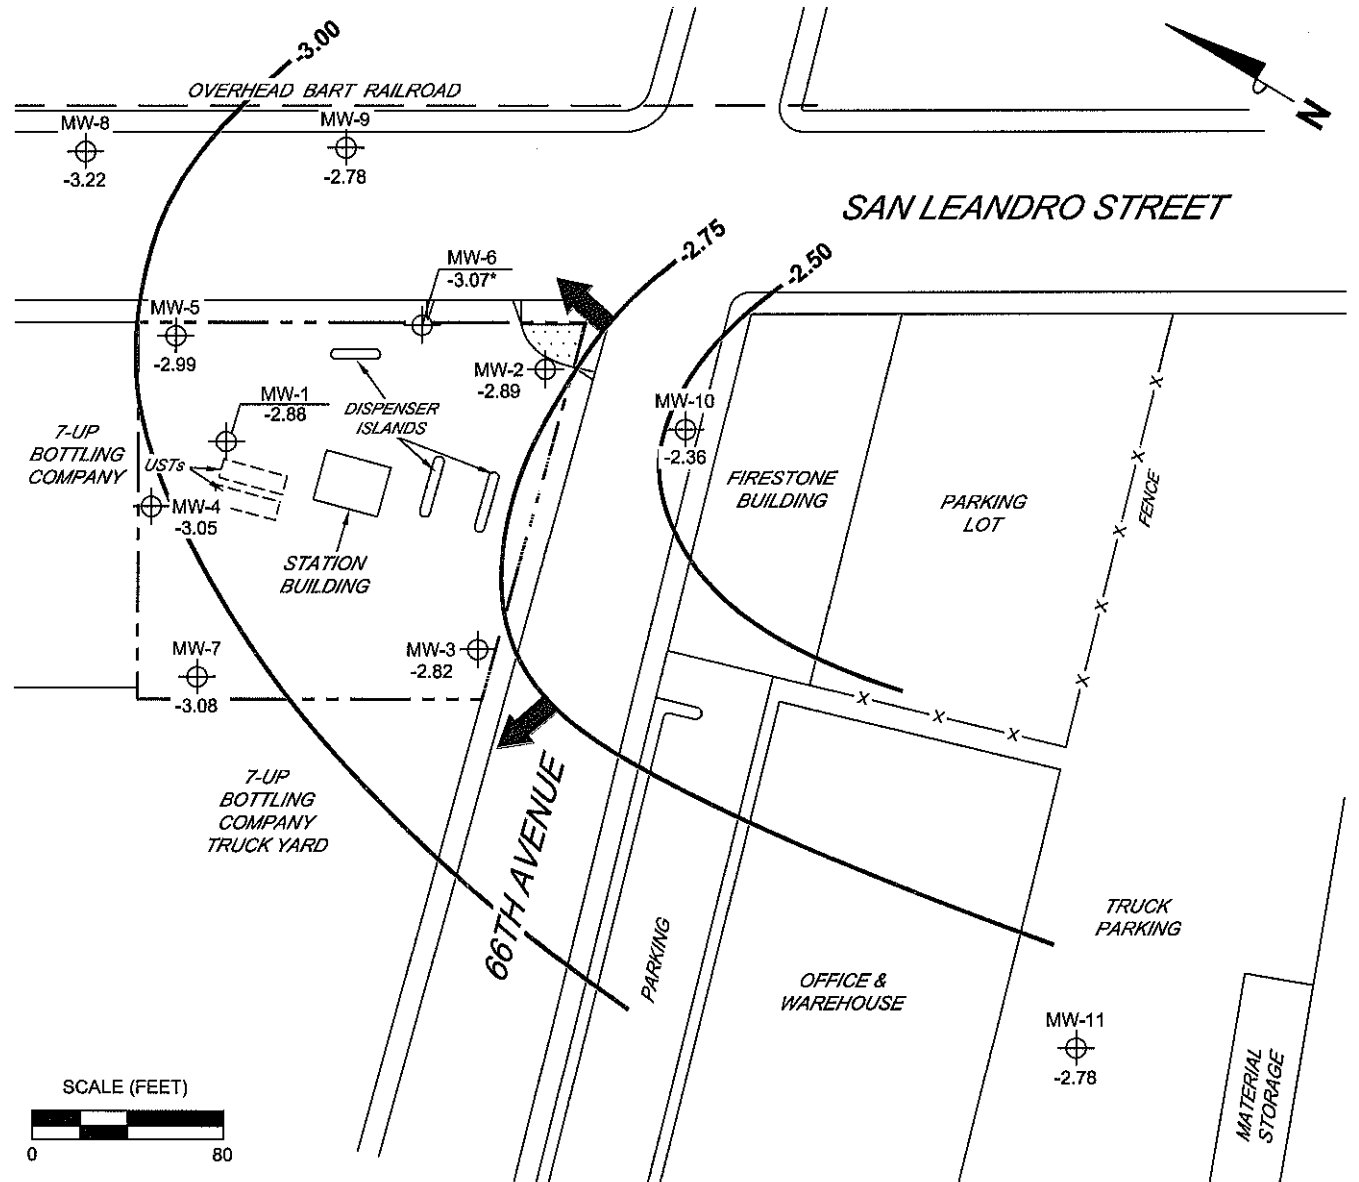 -3.00
OVERHEAD BART RAILROAD
MW-8
-3.22
MW-9
-2.78
N
SAN LEANDRO STREET
-2.75
-2.50
MW-6
-3.07*
MW-5
-2.99
MW-2
-2.89
MW-1
-2.88
DISPENSER
ISLANDS
MW-10
-2.36
7-UP
BOTTLING
COMPANY
USTs
MW-4
-3.05
STATION
BUILDING
FIRESTONE
BUILDING
PARKING
LOT
FENCE
X
X
X
X
X
X
X
X
MW-7
-3.08
MW-3
-2.82
7-UP
BOTTLING
COMPANY
TRUCK YARD
66TH AVENUE
PARKING
OFFICE &
WAREHOUSE
TRUCK
PARKING
MW-11
-2.78
MATERIAL
STORAGE
SCALE (FEET)
0 80